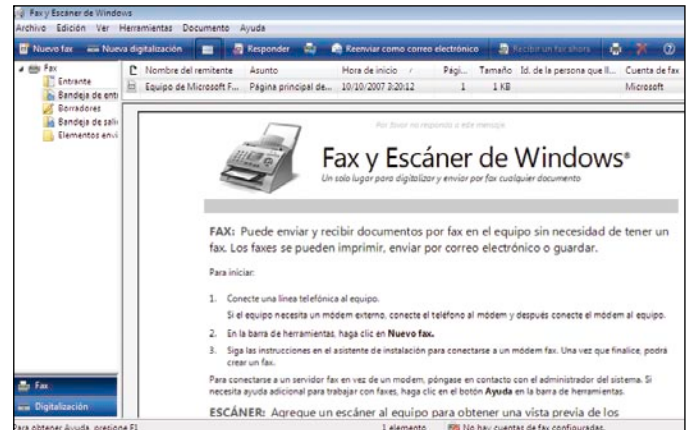 Fax y Escáner de Windows
Archivo Edición Ver Herramientas Documento Ayuda
Nuevo fax Nueva digitalización Responder Reenviar como correo electrónico Recibir un fax ahora
Fax
Entrante
Bandeja de enti
Borradores
Bandeja de salic
Elementos envi
Nombre del remitente Asunto Hora de inicio Pági... Tamaño Id. de la persona que ll... Cuenta de fax
Equipo de Microsoft F... Página principal de... 10/10/2007 3:20:12 1 1 KB Microsoft
Por favor no responda a este mensaje
Fax y Escáner de Windows®
Un solo lugar para digitalizar y enviar por fax cualquier documento
FAX: Puede enviar y recibir documentos por fax en el equipo sin necesidad de tener un
fax. Los faxes se pueden imprimir, enviar por correo electrónico o guardar.
Para iniciar:
1. Conecte una línea telefónica al equipo.
Si el equipo necesita un módem externo, conecte el teléfono al módem y después conecte el módem al equipo.
2. En la barra de herramientas, haga clic en Nuevo fax.
3. Siga las instrucciones en el asistente de instalación para conectarse a un módem fax. Una vez que finalice, podrá
crear un fax.
Para conectarse a un servidor fax en vez de un modem, póngase en contacto con el administrador del sistema. Si
necesita ayuda adicional para trabajar con faxes, haga clic en el botón Ayuda en la barra de herramientas.
ESCÁNER: Agregue un escáner al equipo para obtener una vista previa de los
Fax
Digitalización
Para obtener Ayuda, presione F1 1 elemento No hay cuentas de fax configuradas.